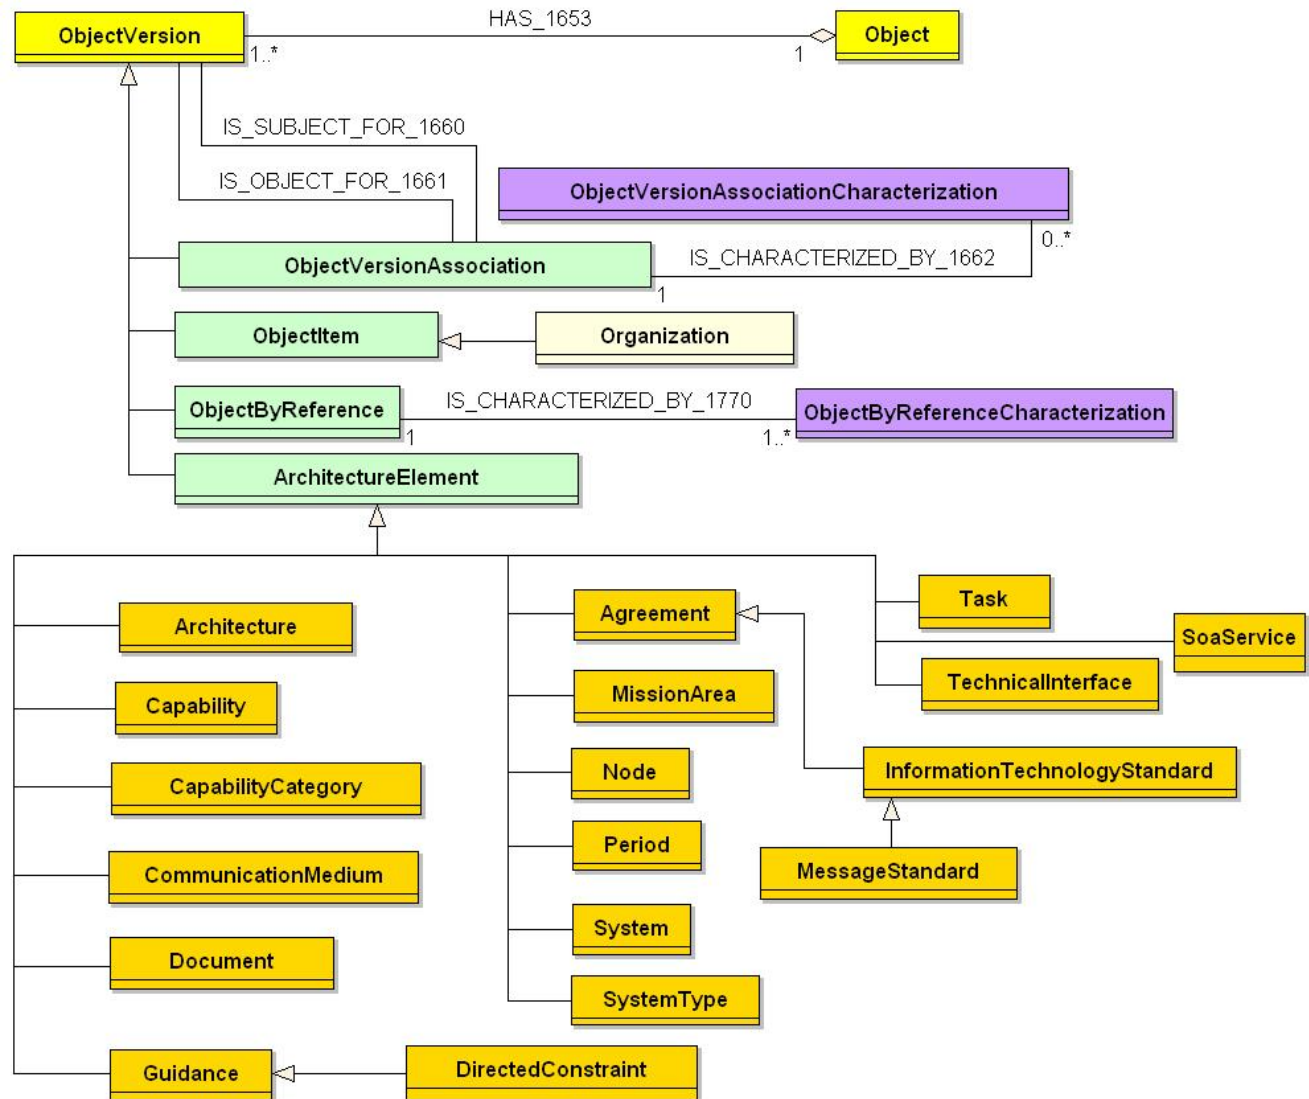 HAS_1653
ObjectVersion
Object
1..*
1
IS_SUBJECT_FOR_1660
IS_OBJECT_FOR_1661
ObjectVersionAssociationCharacterization
0..*
ObjectVersionAssociation
IS_CHARACTERIZED_BY_1662
1
ObjectItem
Organization
ObjectByReference
IS_CHARACTERIZED_BY_1770
ObjectByReferenceCharacterization
1
1..*
ArchitectureElement
Architecture
Agreement
Task
SoaService
Capability
MissionArea
TechnicalInterface
CapabilityCategory
Node
InformationTechnologyStandard
CommunicationMedium
Period
MessageStandard
Document
System
SystemType
Guidance
DirectedConstraint